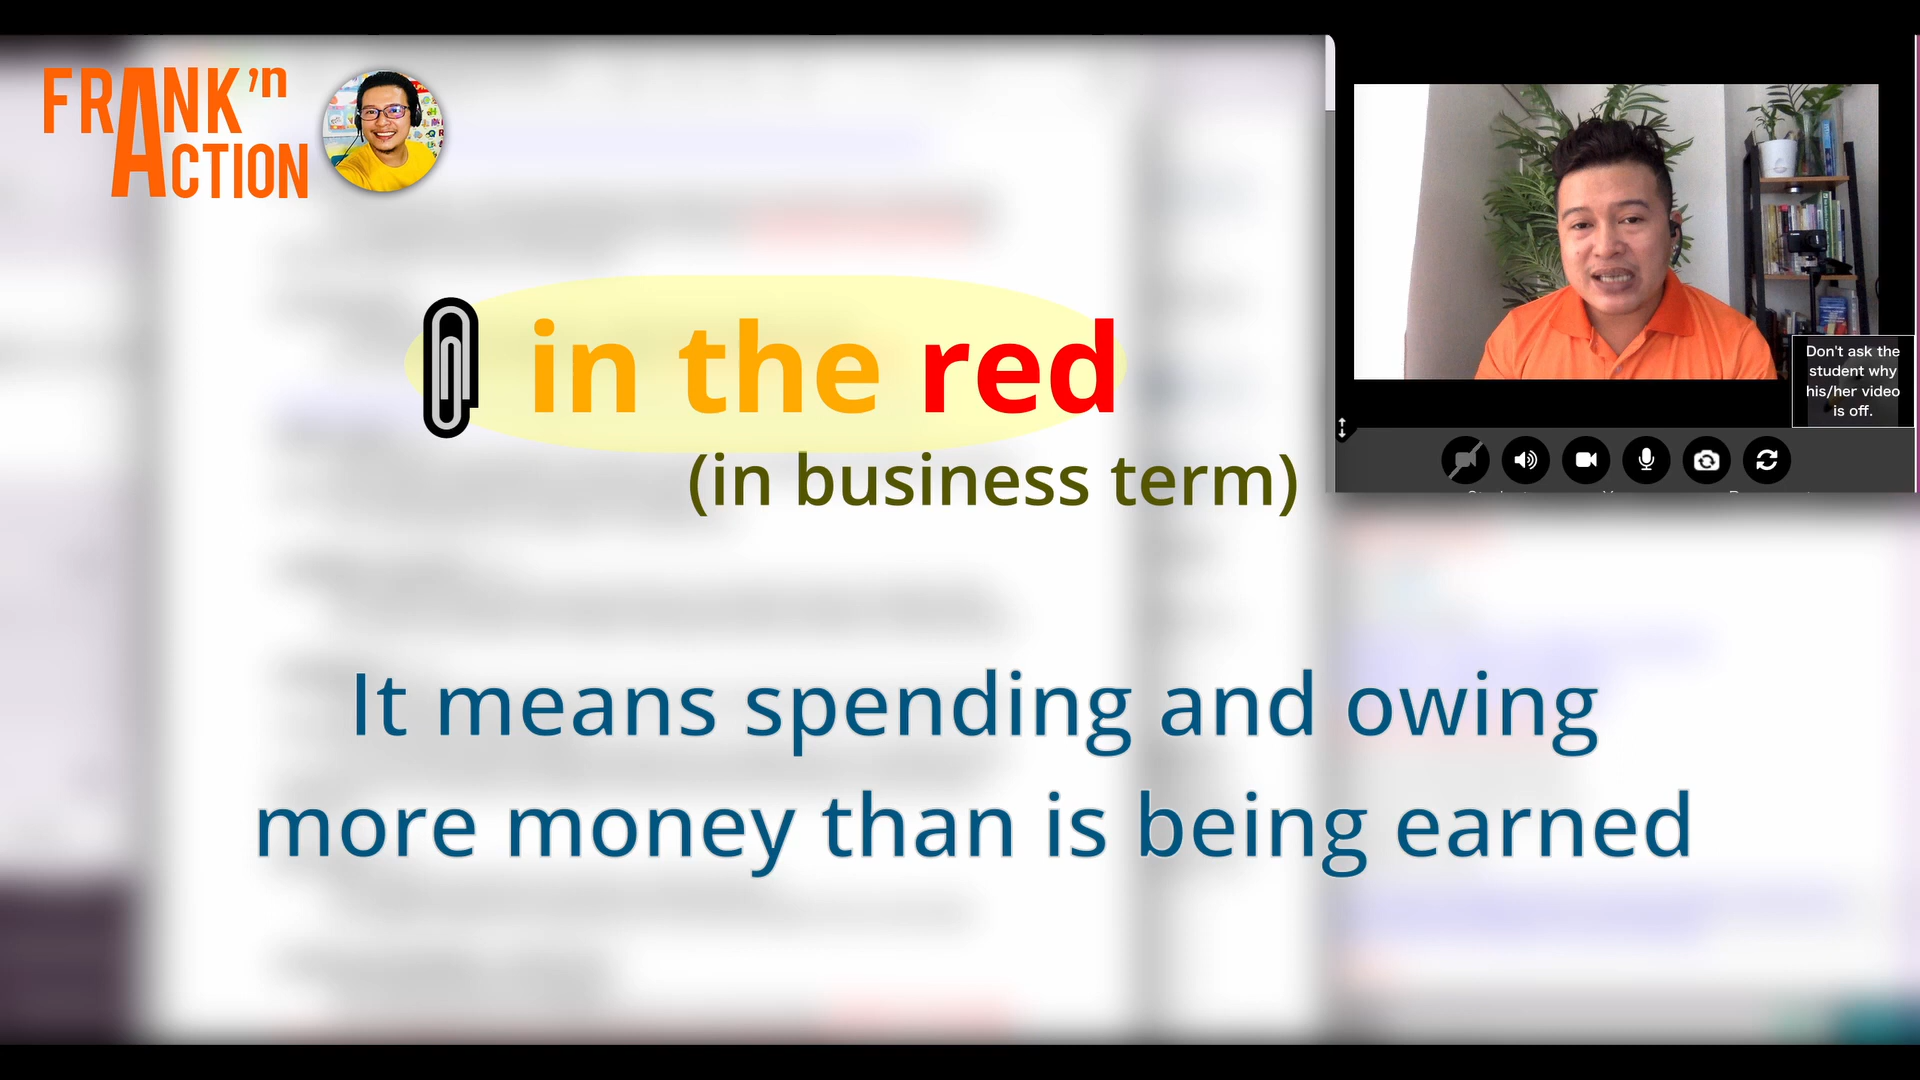 FRANK 'n
ACTION
in the red
(in business term)
It means spending and owing
more money than is being earned
Don't ask the
student why
his/her video
is off.